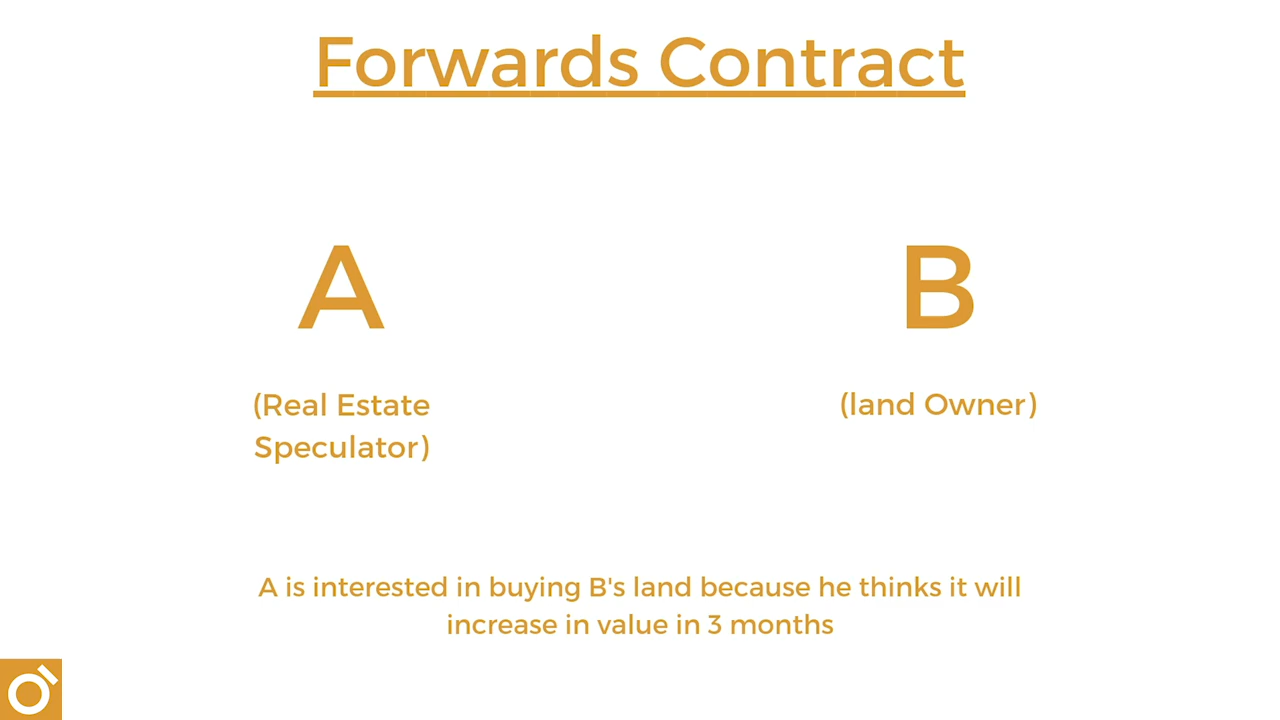 Forwards Contract
A
B
(Real Estate
Speculator)
(land Owner)
A is interested in buying B's land because he thinks it will
increase in value in 3 months